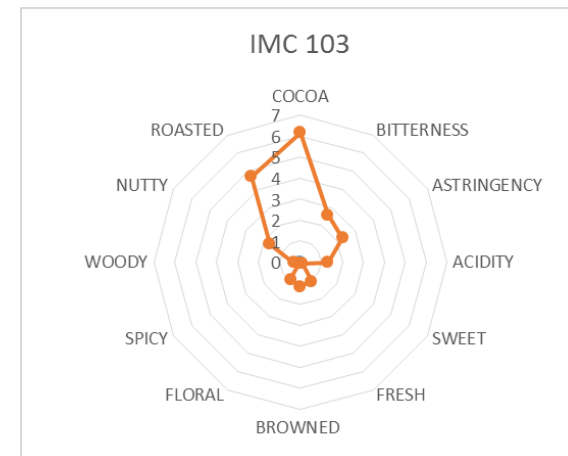 IMC 103
COCOA
ROASTED
BITTERNESS
NUTTY
ASTRINGENCY
WOODY
ACIDITY
SPICY
SWEET
FLORAL
FRESH
BROWNED
7
6
5
4
3
2
1
0